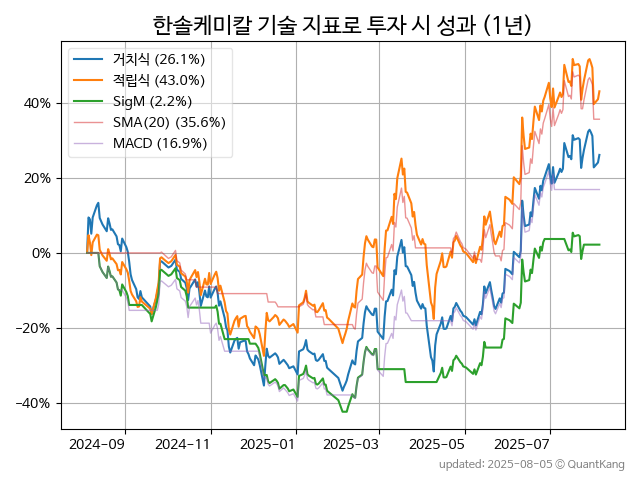 한솔케미칼 기술 지표로 투자 시 성과 (1년)
거치식 (26.1%)
적립식 (43.0%)
SigM (2.2%)
SMA(20) (35.6%)
MACD (16.9%)
40%
20%
0%
−20%
−40%
2024-09 2024-11 2025-01 2025-03 2025-05 2025-07
updated: 2025-08-05 © QuantKang